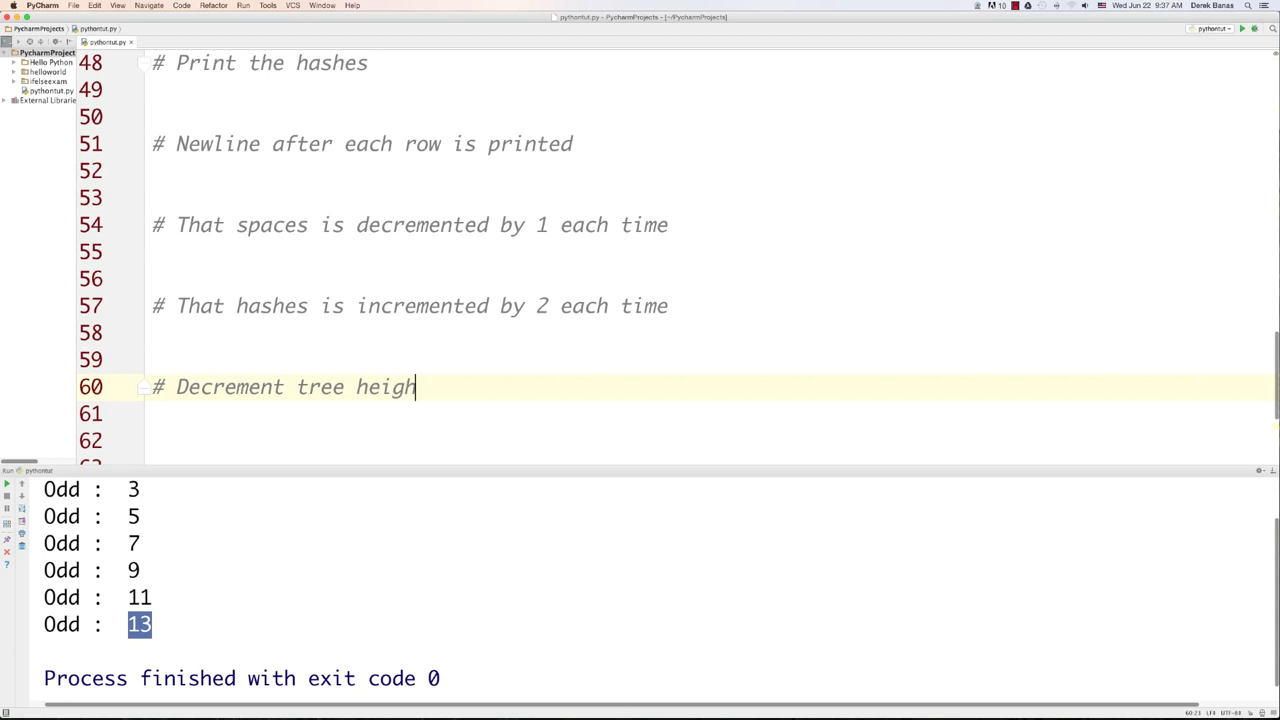 PyCharm File Edit View Navigate Code Refactor Run Tools VCS Window Help
10 Wed Jun 22 9:37 AM Derek Banas
pythontut.py - PycharmProjects - [~/PycharmProjects]
PycharmProjects pythontut.py
pythontut
pythontut.py
PycharmProject
Hello Python
helloworld
ifelseexam
pythontut.py
External Librarie
48 # Print the hashes
49
50
51 # Newline after each row is printed
52
53
54 # That spaces is decremented by 1 each time
55
56
57 # That hashes is incremented by 2 each time
58
59
60 # Decrement tree heigh
61
62
63
Run pythontut
Odd : 3
Odd : 5
Odd : 7
Odd : 9
Odd : 11
Odd : 13
Process finished with exit code 0
60:23 LF: UTF-8: